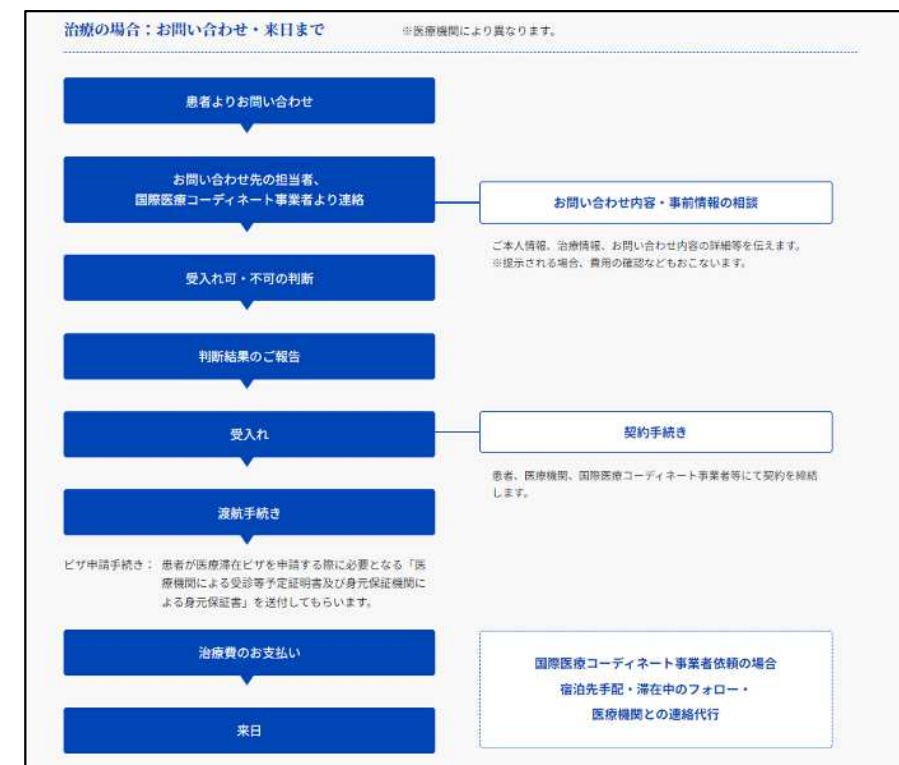 治療の場合：お問い合わせ・来日まで
※医療機関により異なります。
患者よりお問い合わせ
お問い合わせ先の担当者、
国際医療コーディネート事業者より連絡
お問い合わせ内容・事前情報の相談
ご本人情報、治療情報、お問い合わせ内容の詳細等を伝えます。
※提示される場合、費用の確認などもおこないます。
受入れ可・不可の判断
判断結果のご報告
受入れ
契約手続き
患者、医療機関、国際医療コーディネート事業者等にて契約を締結
します。
渡航手続き
ビザ申請手続き： 患者が医療滞在ビザを申請する際に必要となる「医
療機関による受診等予定証明書及び身元保証機関に
よる身元保証書」を送付してもらいます。
治療費のお支払い
来日
国際医療コーディネート事業者依頼の場合
宿泊先手配・滞在中のフォロー・
医療機関との連絡代行